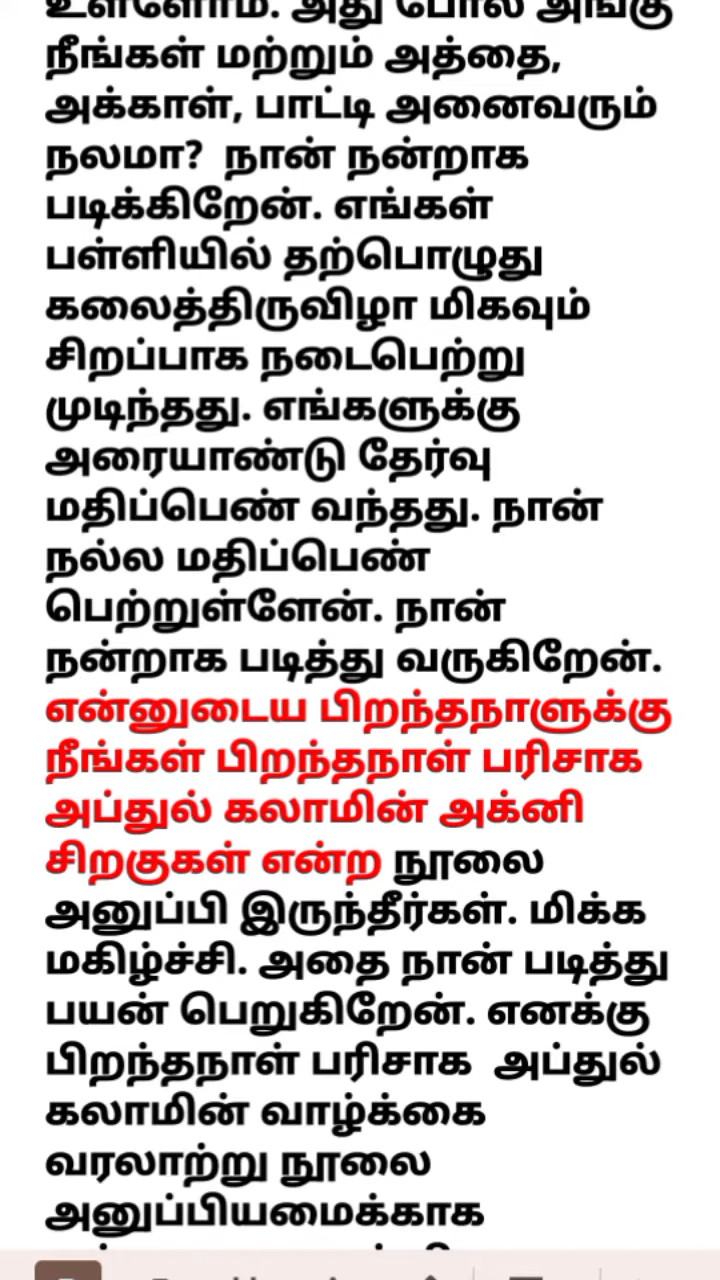 உள்ளோம். அது போல் அங்கு
நீங்கள் மற்றும் அத்தை,
அக்காள், பாட்டி அனைவரும்
நலமா? நான் நன்றாக
படிக்கிறேன். எங்கள்
பள்ளியில் தற்பொழுது
கலைத்திருவிழா மிகவும்
சிறப்பாக நடைபெற்று
முடிந்தது. எங்களுக்கு
அரையாண்டு தேர்வு
மதிப்பெண் வந்தது. நான்
நல்ல மதிப்பெண்
பெற்றுள்ளேன். நான்
நன்றாக படித்து வருகிறேன்.
என்னுடைய பிறந்தநாளுக்கு
நீங்கள் பிறந்தநாள் பரிசாக
அப்துல் கலாமின் அக்னி
சிறகுகள் என்ற நூலை
அனுப்பி இருந்தீர்கள். மிக்க
மகிழ்ச்சி. அதை நான் படித்து
பயன் பெறுகிறேன். எனக்கு
பிறந்தநாள் பரிசாக அப்துல்
கலாமின் வாழ்க்கை
வரலாற்று நூலை
அனுப்பியமைக்காக